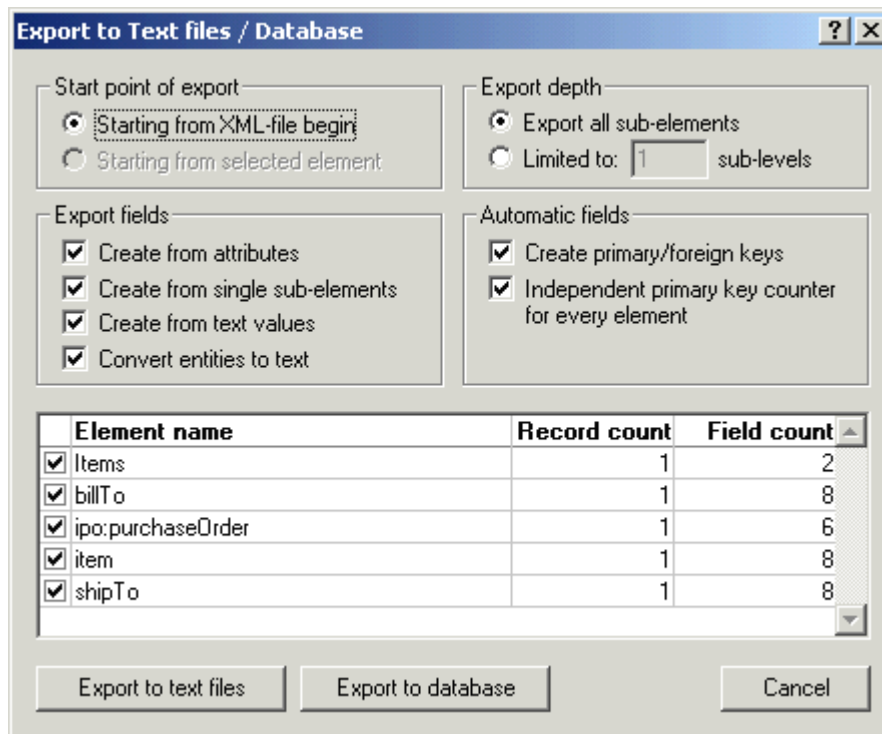 Export to Text files / Database
Start point of export
Starting from XML-file begin
Starting from selected element
Export depth
Export all sub-elements
Limited to: 1 sub-levels
Export fields
Create from attributes
Create from single sub-elements
Create from text values
Convert entities to text
Automatic fields
Create primary/foreign keys
Independent primary key counter
for every element
Element name Record count Field count
Items 1 2
billTo 1 8
ipo:purchaseOrder 1 6
item 1 8
shipTo 1 8
Export to text files Export to database Cancel